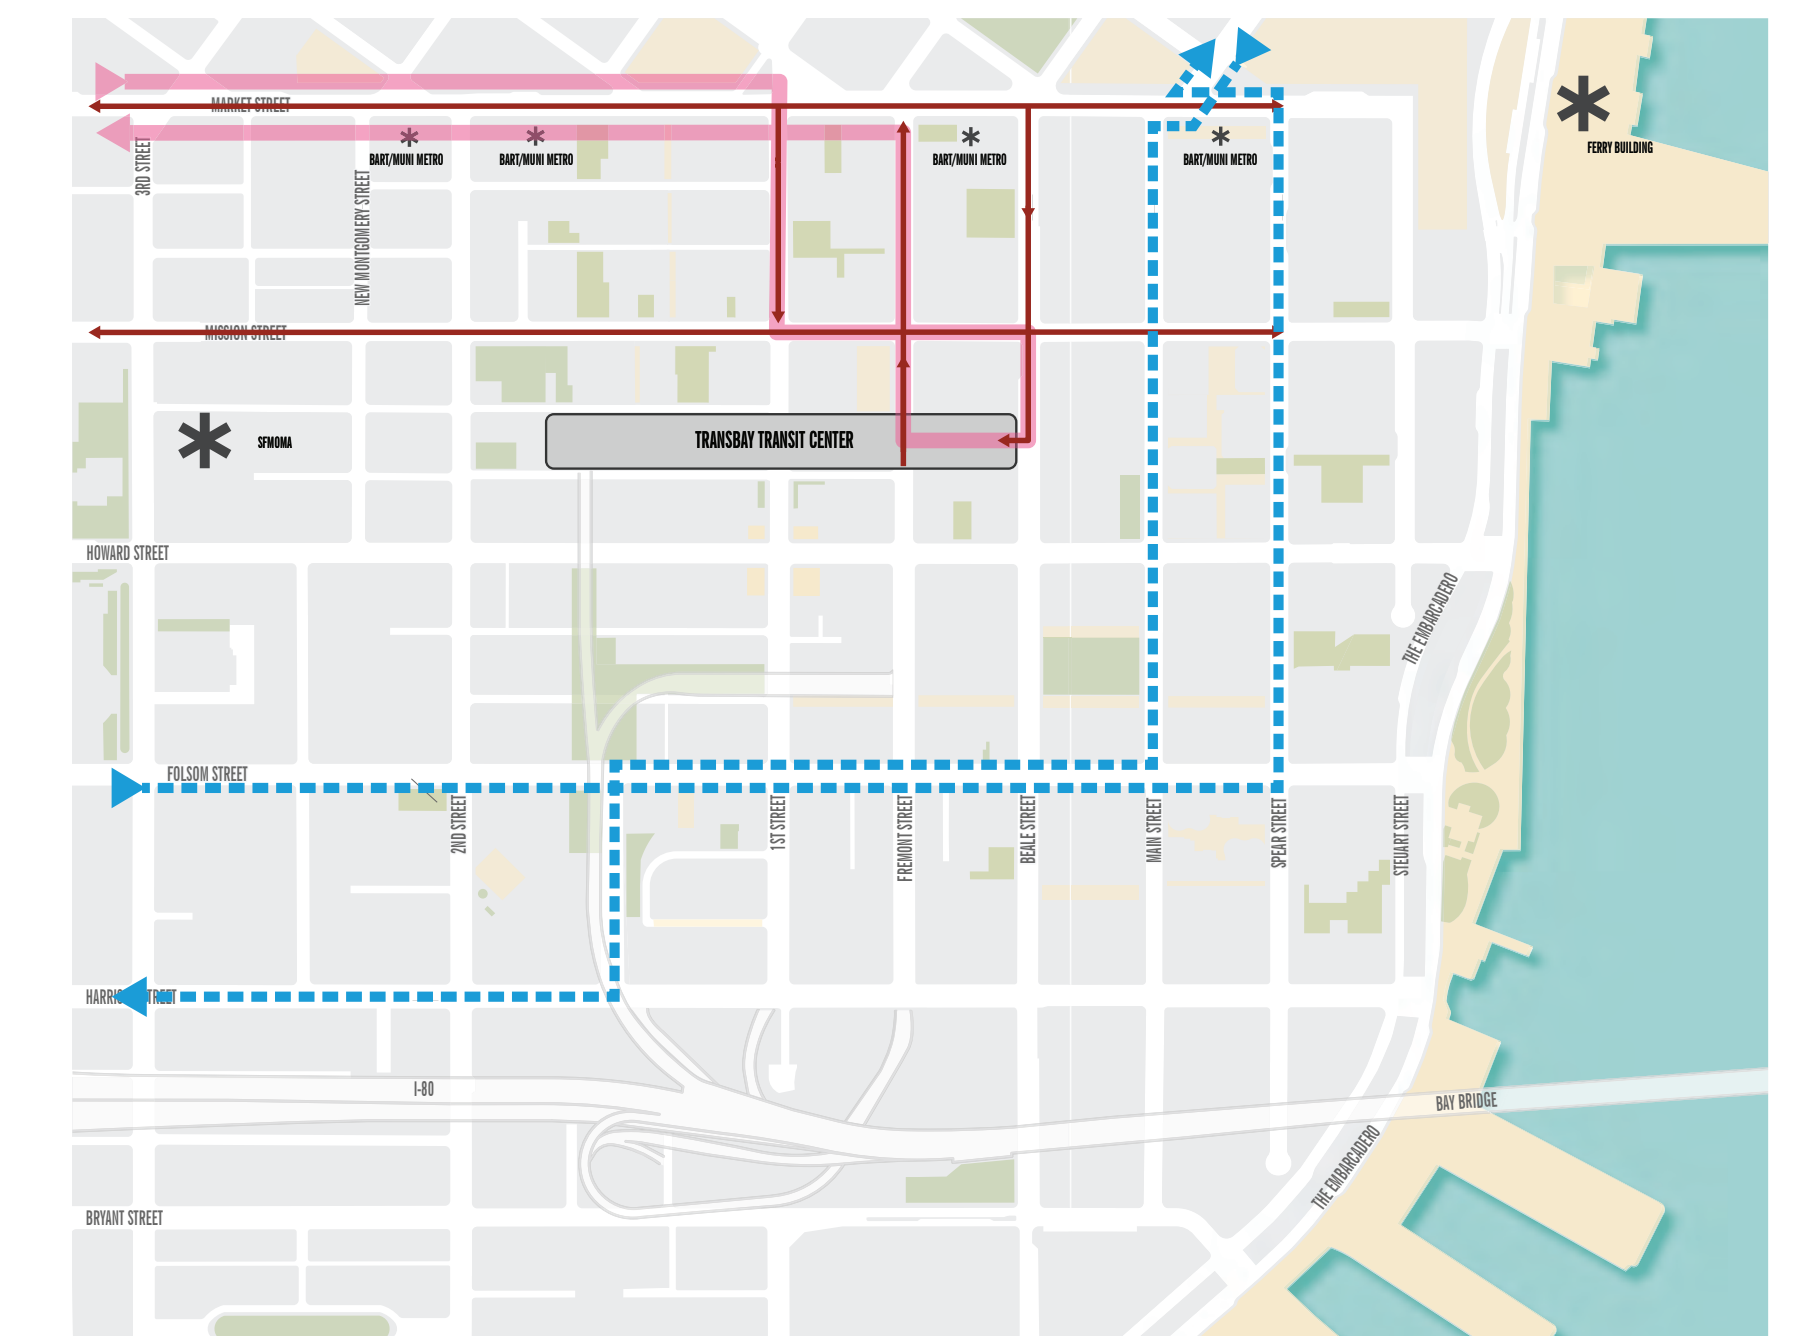 MARKET STREET
3RD STREET
BART/MUNI METRO
BART/MUNI METRO
BART/MUNI METRO
BART/MUNI METRO
FERRY BUILDING
NEW MONTGOMERY STREET
MISSION STREET
SFMOMA
TRANSBAY TRANSIT CENTER
HOWARD STREET
THE EMBARCADERO
FOLSOM STREET
2ND STREET
1ST STREET
FREMONT STREET
BEALE STREET
MAIN STREET
SPEAR STREET
STEUART STREET
I-80
BAY BRIDGE
THE EMBARCADERO
BRYANT STREET